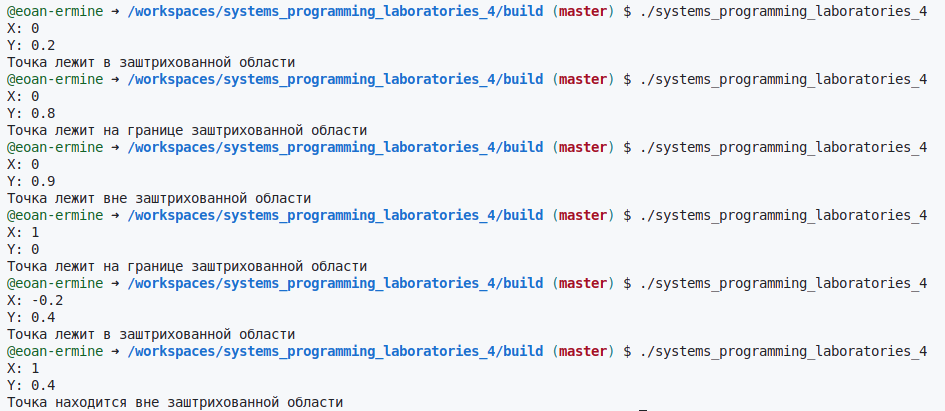 @eoan-ermine ➜ /workspaces/systems_programming_laboratories_4/build (master) $ ./systems_programming_laboratories_4
X: 0
Y: 0.2
Точка лежит в заштрихованной области
@eoan-ermine ➜ /workspaces/systems_programming_laboratories_4/build (master) $ ./systems_programming_laboratories_4
X: 0
Y: 0.8
Точка лежит на границе заштрихованной области
@eoan-ermine ➜ /workspaces/systems_programming_laboratories_4/build (master) $ ./systems_programming_laboratories_4
X: 0
Y: 0.9
Точка лежит вне заштрихованной области
@eoan-ermine ➜ /workspaces/systems_programming_laboratories_4/build (master) $ ./systems_programming_laboratories_4
X: 1
Y: 0
Точка лежит на границе заштрихованной области
@eoan-ermine ➜ /workspaces/systems_programming_laboratories_4/build (master) $ ./systems_programming_laboratories_4
X: -0.2
Y: 0.4
Точка лежит в заштрихованной области
@eoan-ermine ➜ /workspaces/systems_programming_laboratories_4/build (master) $ ./systems_programming_laboratories_4
X: 1
Y: 0.4
Точка находится вне заштрихованной области